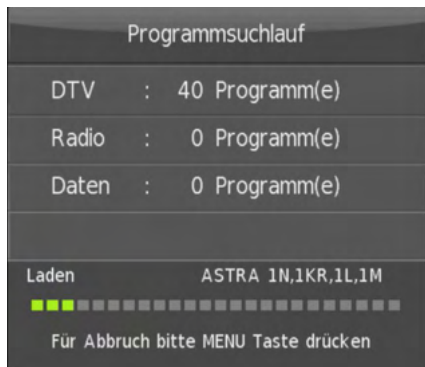 Programmsuchlauf
DTV : 40 Programm(e)
Radio : 0 Programm(e)
Daten : 0 Programm(e)
Laden ASTRA 1N,1KR,1L,1M
Für Abbruch bitte MENU Taste drücken